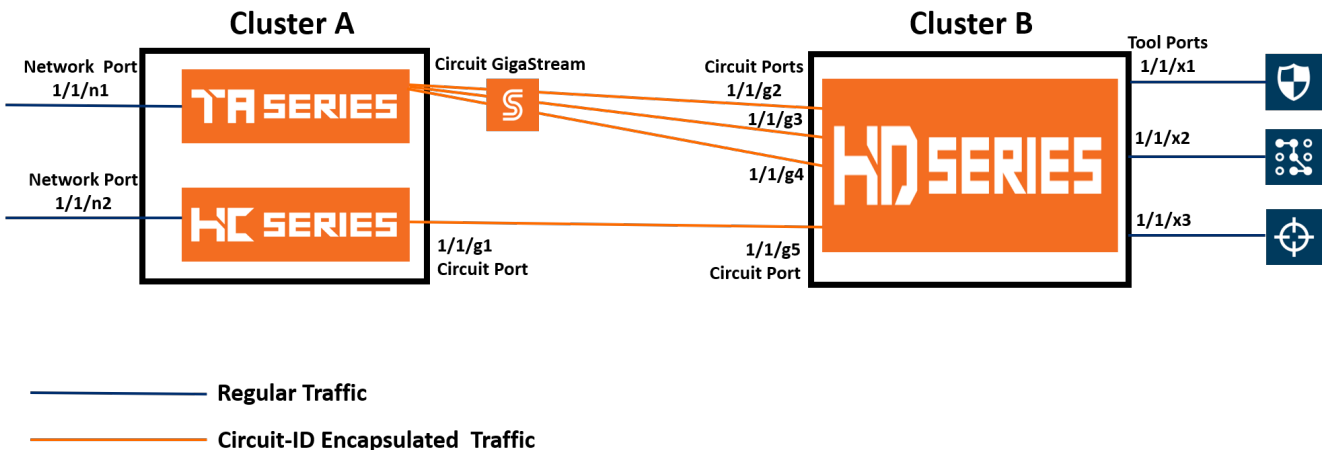 Cluster A
Cluster B
Network Port
1/1/n1
TA SERIES
Circuit GigaStream
S
Circuit Ports
1/1/g2
1/1/g3
1/1/g4
HD SERIES
Tool Ports
1/1/x1
1/1/x2
1/1/x3
Network Port
1/1/n2
HC SERIES
1/1/g1
Circuit Port
1/1/g5
Circuit Port
Regular Traffic
Circuit-ID Encapsulated Traffic